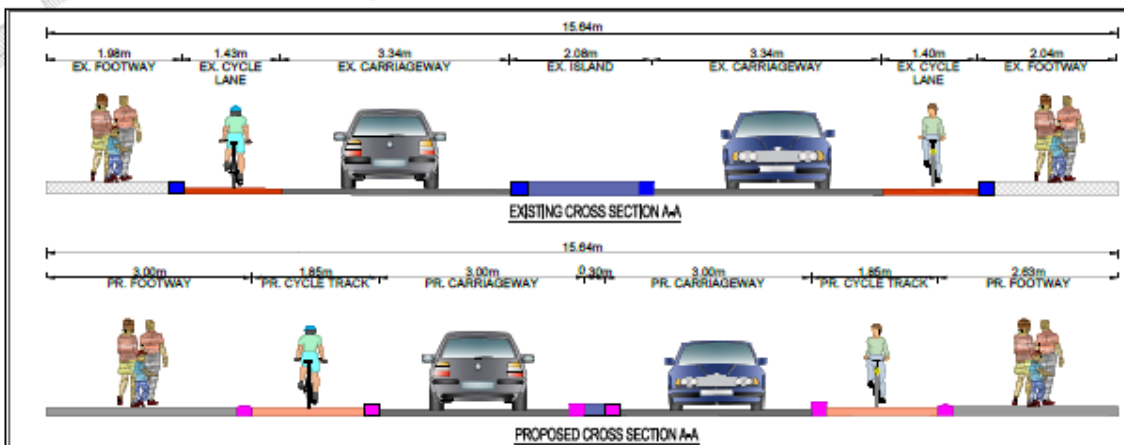 15.64m
1.98m 1.43m 3.34m 2.08m 3.34m 1.40m 2.04m
EX. FOOTWAY EX. CYCLE LANE EX. CARRIAGEWAY EX. ISLAND EX. CARRIAGEWAY EX. CYCLE LANE EX. FOOTWAY
EXISTING CROSS SECTION A-A
15.64m
3.00m 1.85m 3.00m 0.30m 3.00m 1.85m 2.63m
PR. FOOTWAY PR. CYCLE TRACK PR. CARRIAGEWAY PR. CARRIAGEWAY PR. CYCLE TRACK PR. FOOTWAY
PROPOSED CROSS SECTION A-A